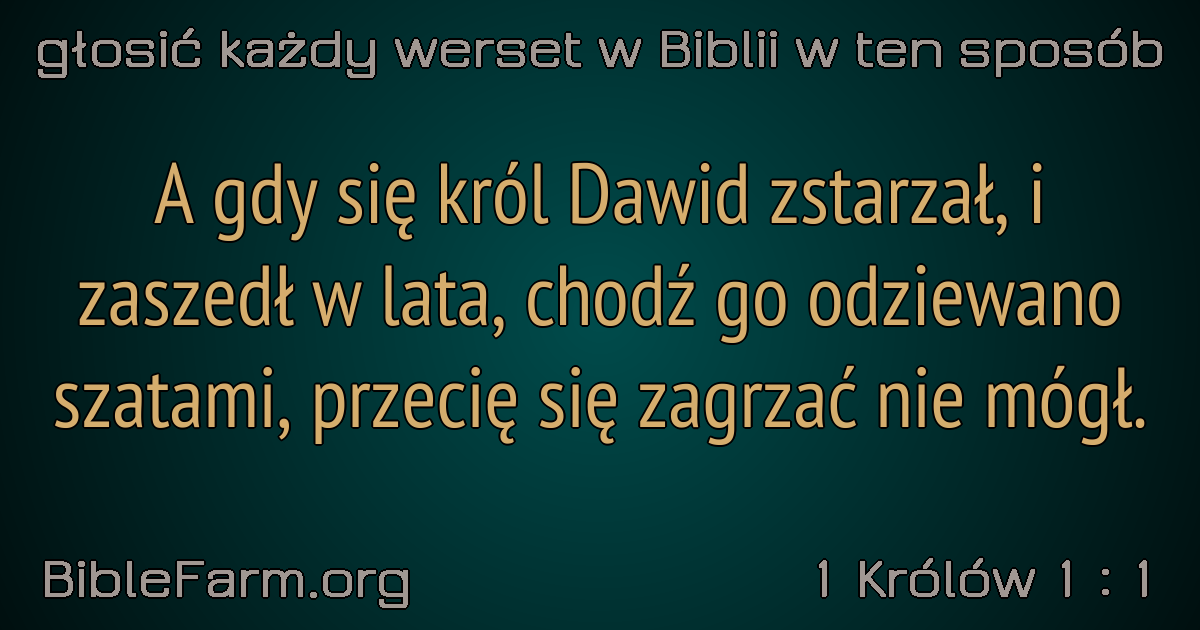 głosić każdy werset w Biblii w ten sposób
A gdy się król Dawid zstarzał, i
zaszedł w lata, chodź go odziewano
szatami, przecię się zagrzać nie mógł.
BibleFarm.org
1 Królów 1 : 1